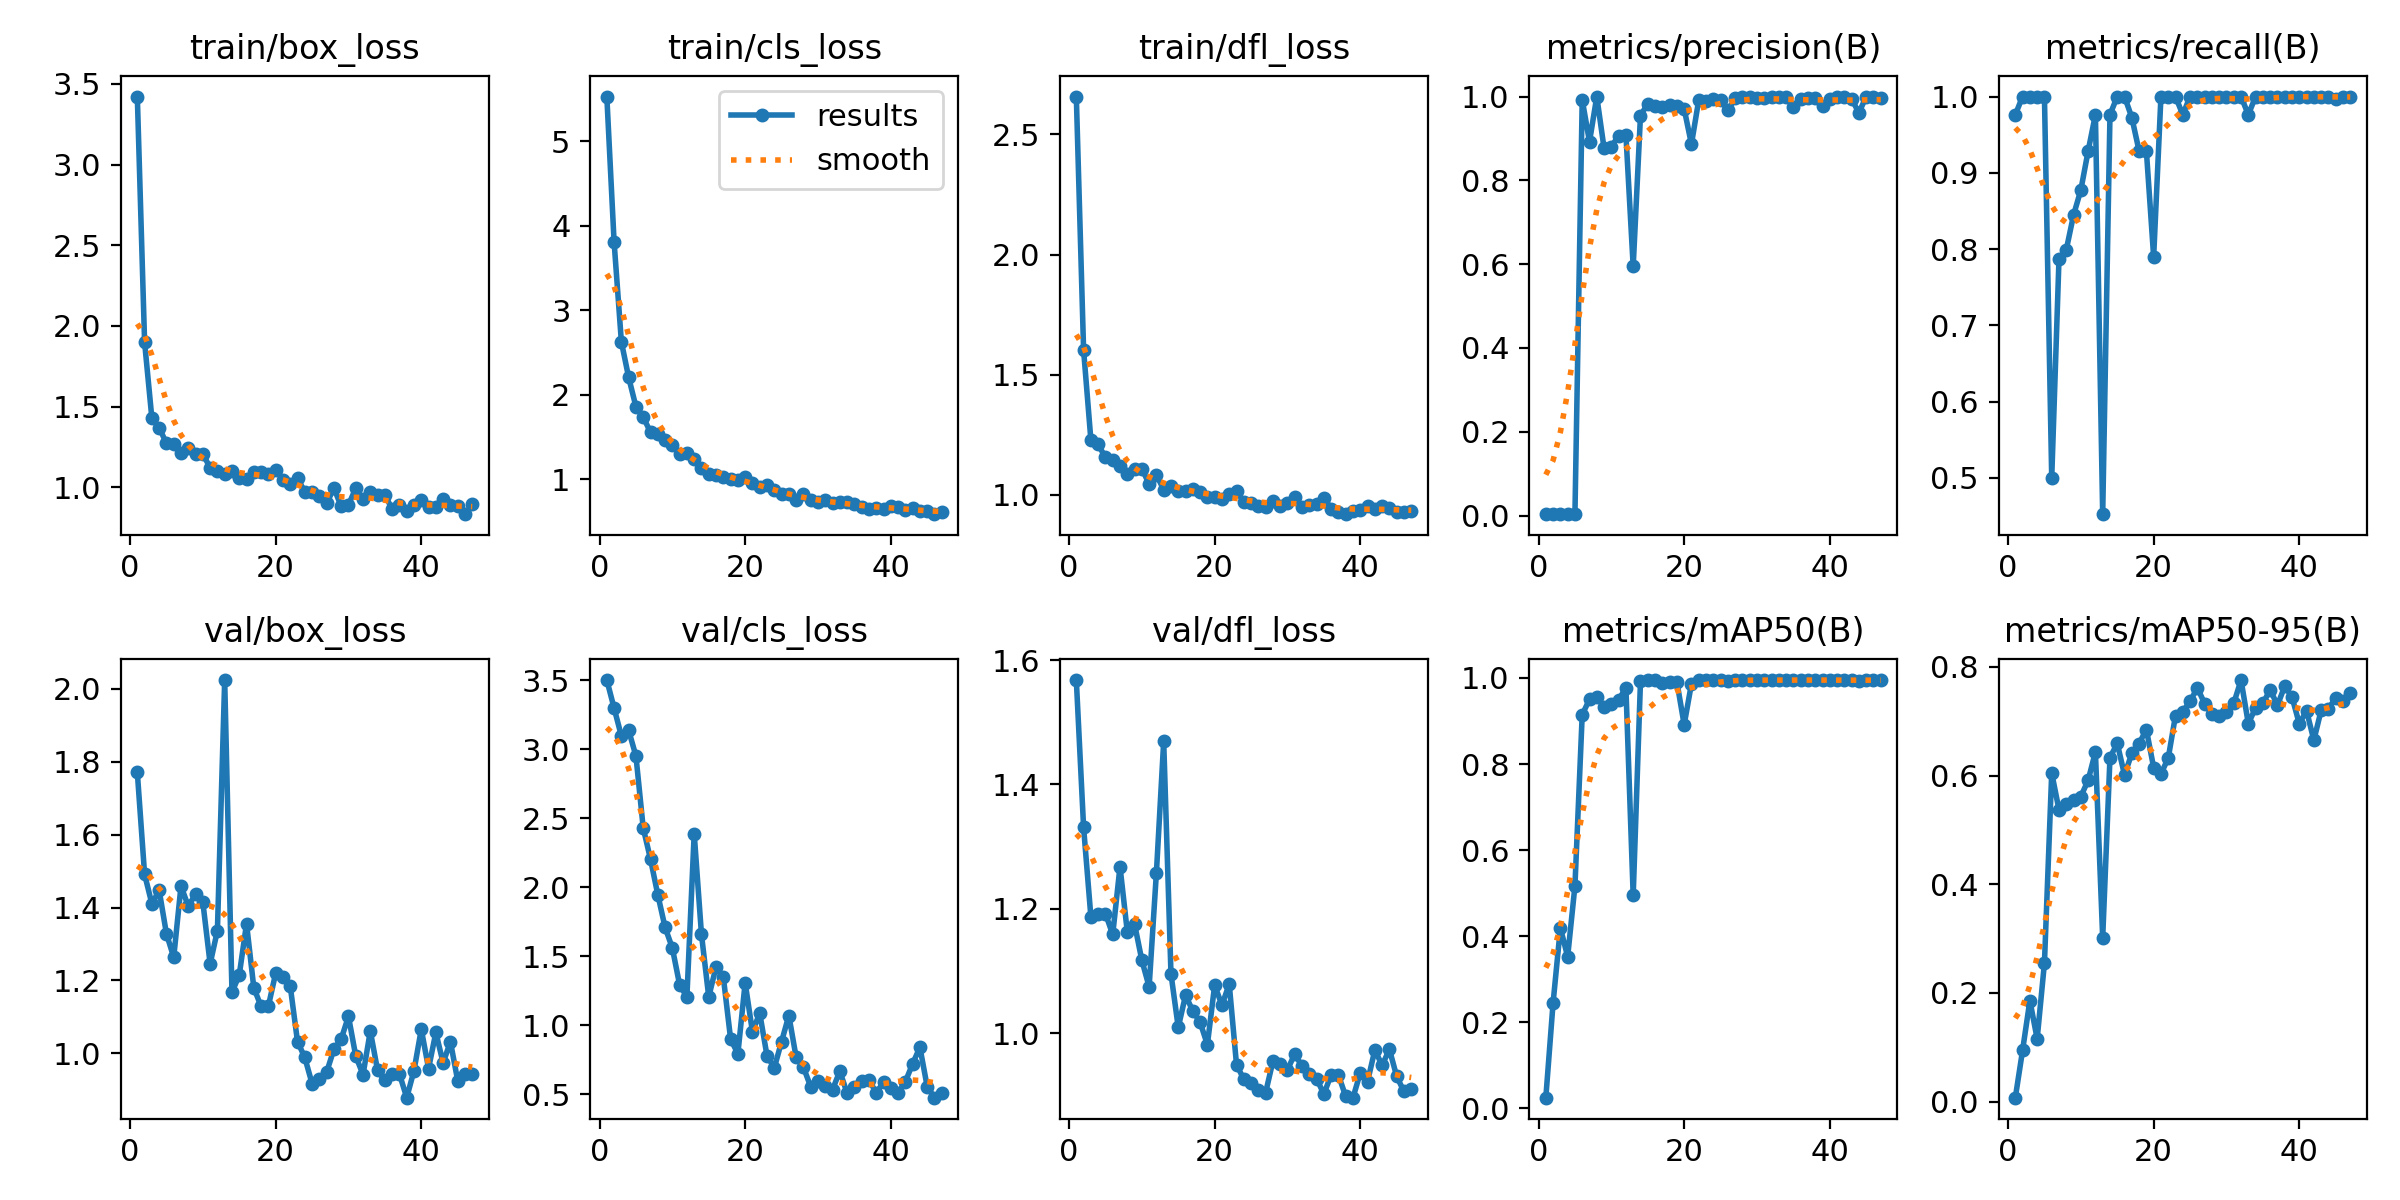 train/box_loss
3.5
3.0
2.5
2.0
1.5
1.0
0 20 40
train/cls_loss
results
smooth
5
4
3
2
1
0 20 40
train/dfl_loss
2.5
2.0
1.5
1.0
0 20 40
metrics/precision(B)
1.0
0.8
0.6
0.4
0.2
0.0
0 20 40
metrics/recall(B)
1.0
0.9
0.8
0.7
0.6
0.5
0 20 40
val/box_loss
2.0
1.8
1.6
1.4
1.2
1.0
0 20 40
val/cls_loss
3.5
3.0
2.5
2.0
1.5
1.0
0.5
0 20 40
val/dfl_loss
1.6
1.4
1.2
1.0
0 20 40
metrics/mAP50(B)
1.0
0.8
0.6
0.4
0.2
0.0
0 20 40
metrics/mAP50-95(B)
0.8
0.6
0.4
0.2
0.0
0 20 40